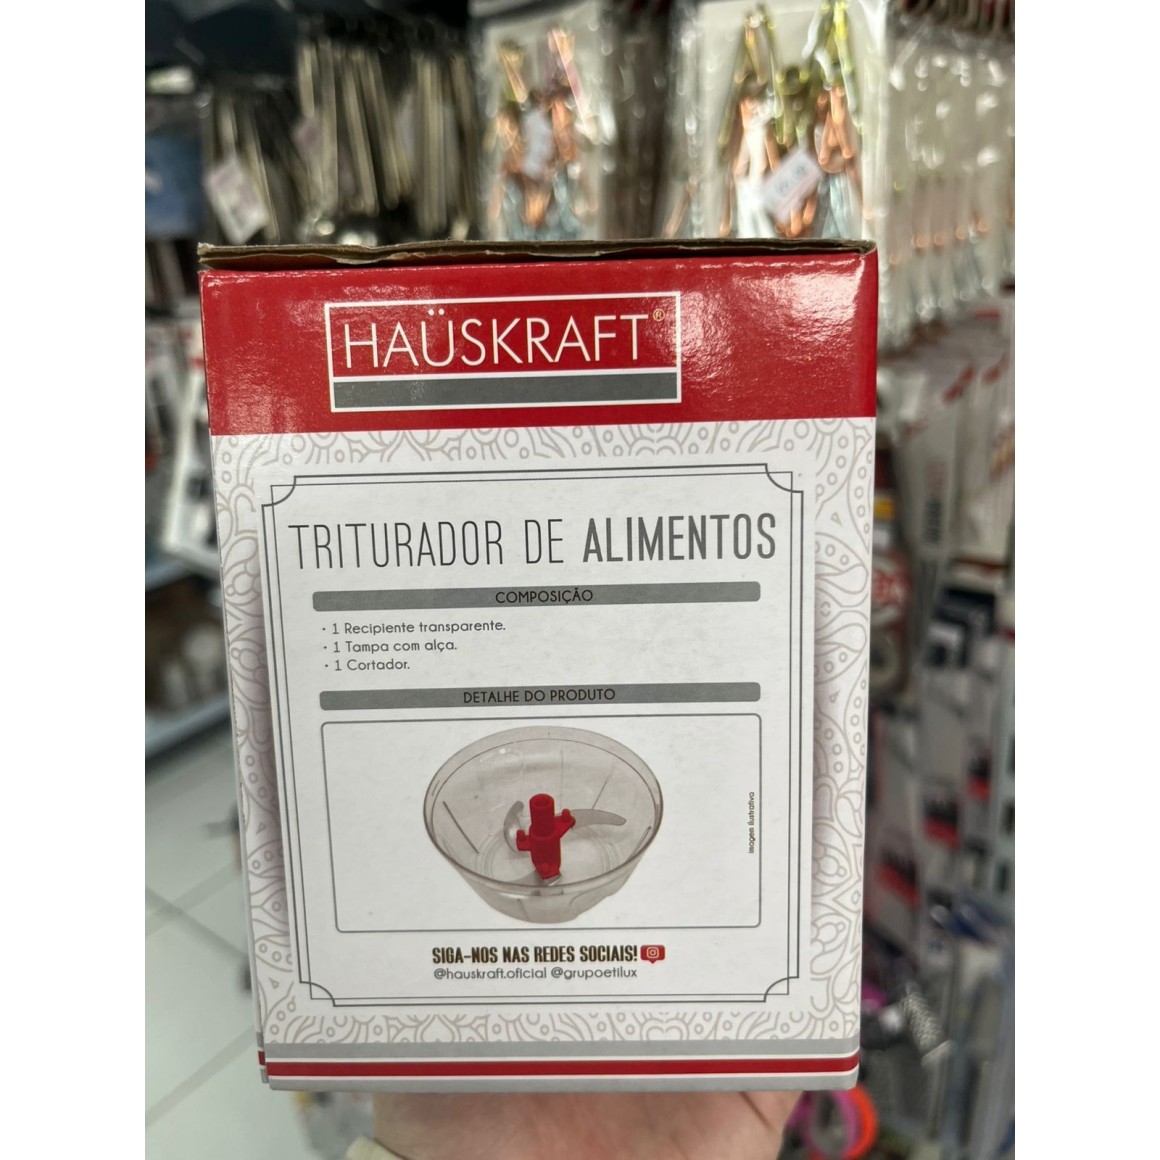 HAÜSKRAFT®
TRITURADOR DE ALIMENTOS
COMPOSIÇÃO
· 1 Recipiente transparente.
· 1 Tampa com alça.
· 1 Cortador.
DETALHE DO PRODUTO
imagem ilustrativa
SIGA-NOS NAS REDES SOCIAIS!
@hauskraft.oficial @grupoetilux